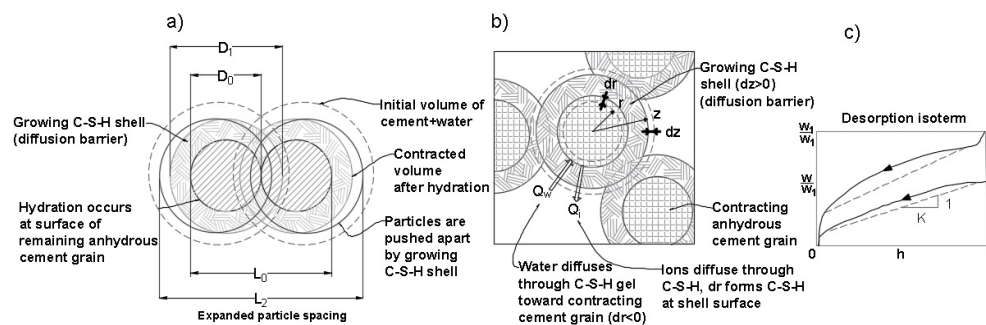 a)
D1
D0
Growing C-S-H shell
(diffusion barrier)
Initial volume of
cement+water
Contracted
volume
after hydration
Hydration occurs
at surface of
remaining anhydrous
cement grain
Particles are
pushed apart
by growing
C-S-H shell
L0
L2
Expanded particle spacing
b)
dr
r
z
dz
Growing C-S-H
shell (dz>0)
(diffusion barrier)
Qw
Qi
Contracting
anhydrous
cement grain
Water diffuses
through C-S-H gel
toward contracting
cement grain (dr<0)
Ions diffuse through
C-S-H, dr forms C-S-H
at shell surface
c)
Desorption isoterm
w1
w1
w
w1
1
K
0
h